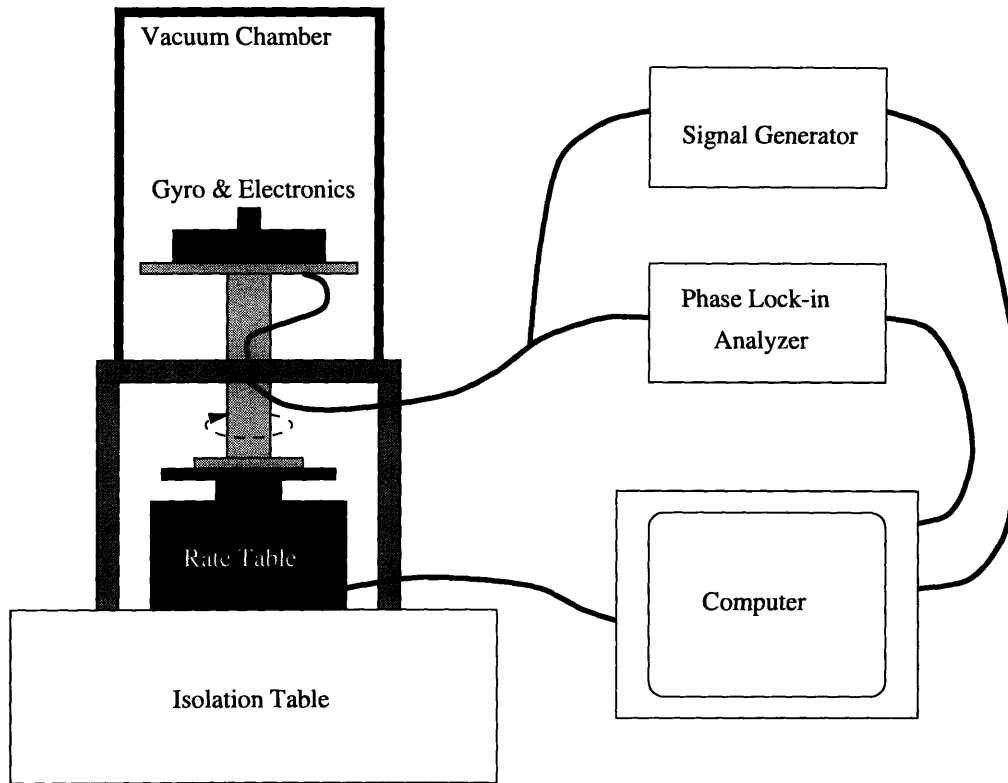 Vacuum Chamber
Signal Generator
Gyro & Electronics
Phase Lock-in
Analyzer
Rate Table
Computer
Isolation Table